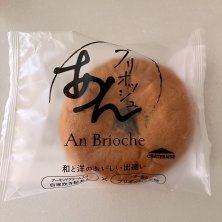 あん
ブリオッシュ
An Brioche
CHATERAISE
和と洋のおいしい出逢い
×